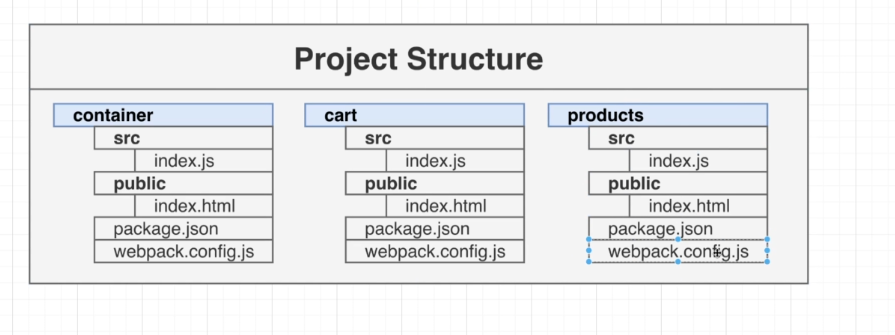 Project Structure
container
src
index.js
public
index.html
package.json
webpack.config.js
cart
src
index.js
public
index.html
package.json
webpack.config.js
products
src
index.js
public
index.html
package.json
webpack.config.js